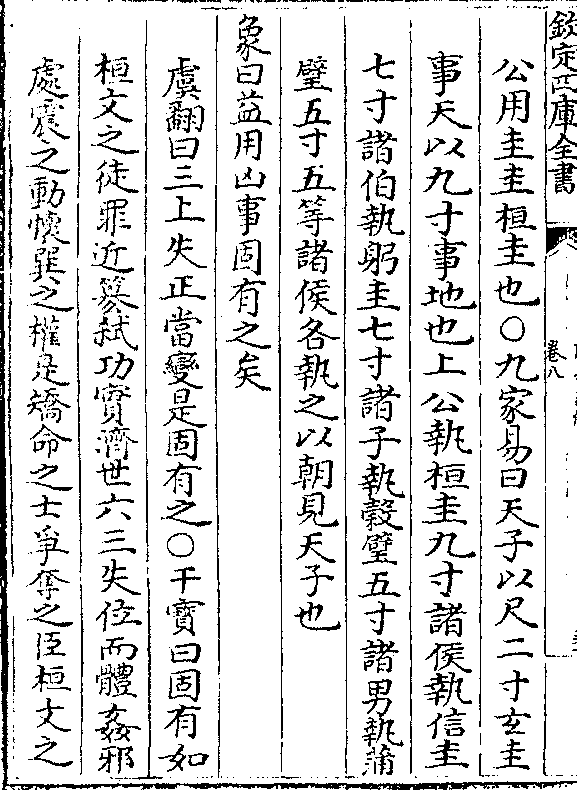 欽定四庫全書
卷八
公用圭圭桓圭也○九家易曰天子以尺二寸玄圭
事天以九寸事地也上公執桓圭九寸諸侯執信圭
七寸諸伯執躬圭七寸諸子執糓璧五寸諸男執蒲
璧五寸五等諸侯各執之以朝見天子也
象曰益用凶事固有之矣
虞翻曰三上失正當變是固有之○干寶曰固有如
桓文之徒罪近篡弑功實濟世六三失位而體姦邪
處震之動懷巽之權是矯命之士爭奪之臣桓文之